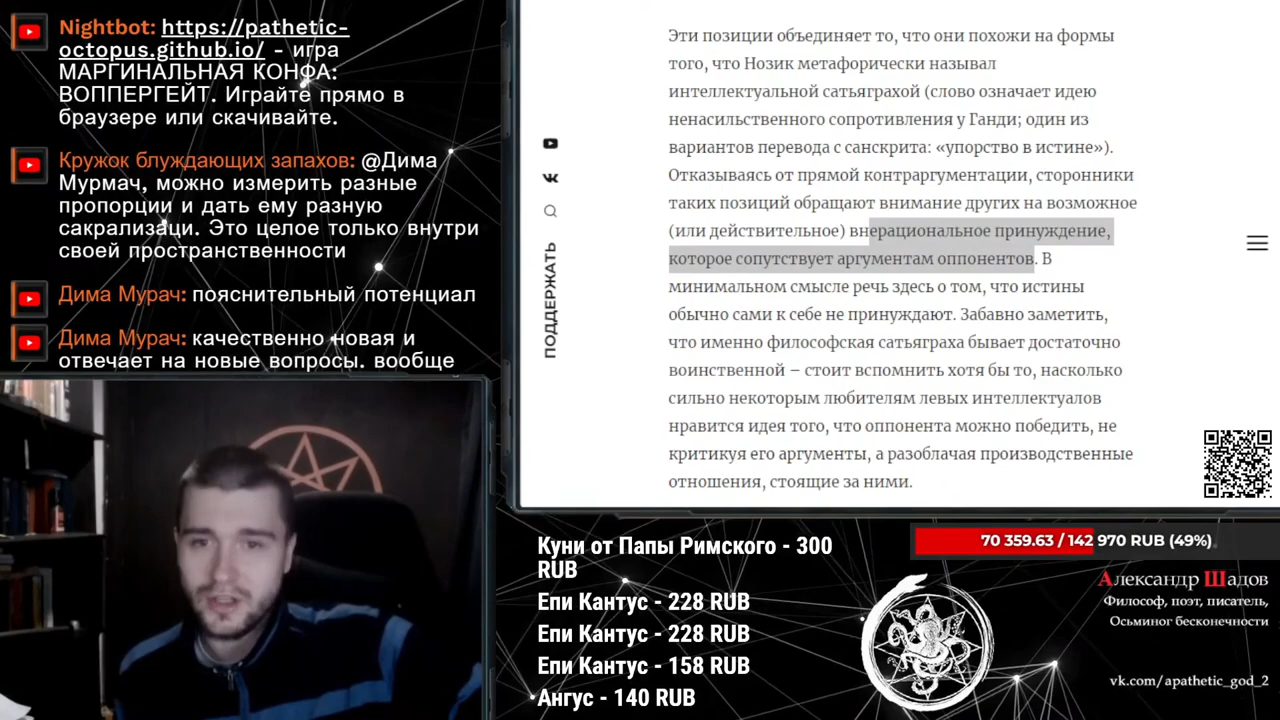 Nightbot: https://pathetic-
octopus.github.io/ - игра
МАРГИНАЛЬНАЯ КОНФА:
ВОППЕРГЕЙТ. Играйте прямо в
браузере или скачивайте.
Кружок блуждающих запахов: @Дима
Мурмач, можно измерить разные
пропорции и дать ему разную
сакрализаци. Это целое только внутри
своей пространственности
Дима Мурач: пояснительный потенциал
Дима Мурач: качественно новая и
отвечает на новые вопросы. вообще
ПОДДЕРЖАТЬ
Эти позиции объединяет то, что они похожи на формы
того, что Нозик метафорически называл
интеллектуальной сатьяграхой (слово означает идею
ненасильственного сопротивления у Ганди; один из
вариантов перевода с санскрита: «упорство в истине»).
Отказываясь от прямой контраргументации, сторонники
таких позиций обращают внимание других на возможное
(или действительное) внерациональное принуждение,
которое сопутствует аргументам оппонентов. В
минимальном смысле речь здесь о том, что истины
обычно сами к себе не принуждают. Забавно заметить,
что именно философская сатьяграха бывает достаточно
воинственной – стоит вспомнить хотя бы то, насколько
сильно некоторым любителям левых интеллектуалов
нравится идея того, что оппонента можно победить, не
критикуя его аргументы, а разоблачая производственные
отношения, стоящие за ними.
Куни от Папы Римского - 300
RUB
Епи Кантус - 228 RUB
Епи Кантус - 228 RUB
Епи Кантус - 158 RUB
Ангус - 140 RUB
70 359.63 / 142 970 RUB (49%)
Александр Шадов
Философ, поэт, писатель,
Осьминог бесконечности
vk.com/apathetic_god_2